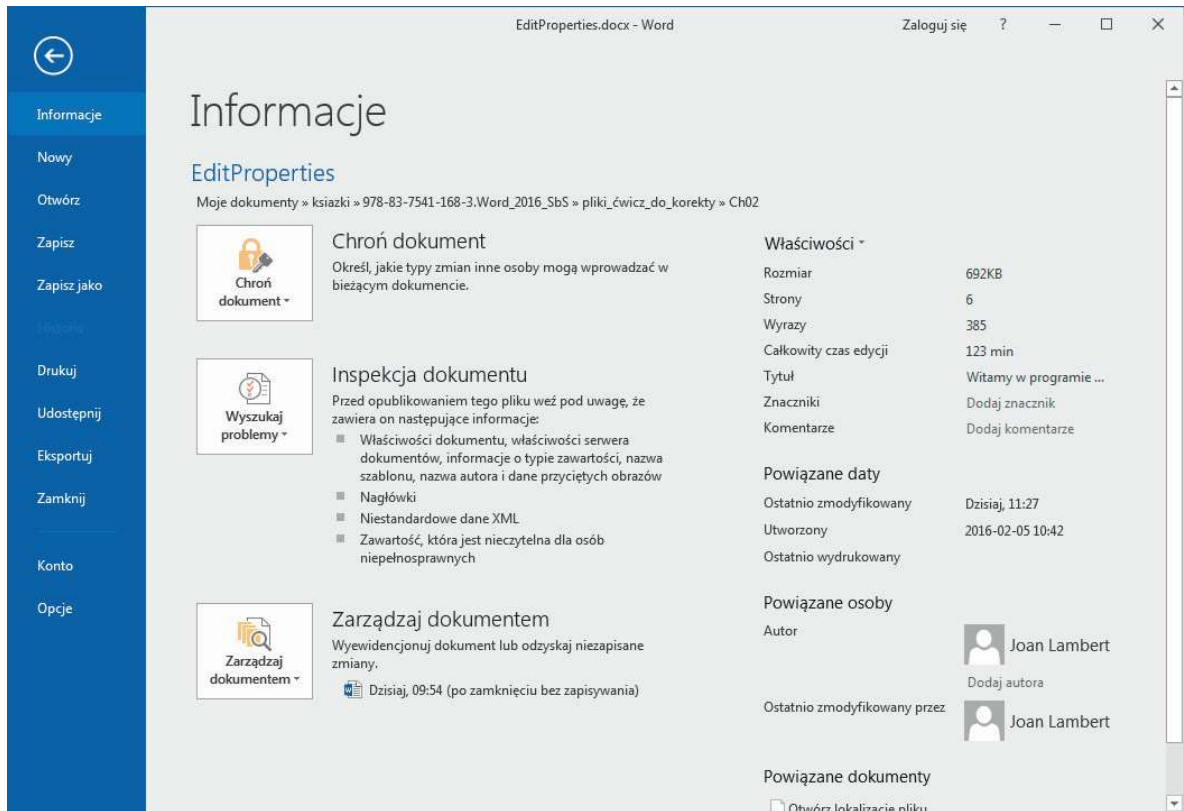 EditProperties.docx - Word
Zaloguj się ?
Informacje
Nowy
Otwórz
Zapisz
Zapisz jako
Historia
Drukuj
Udostępnij
Eksportuj
Zamknij
Konto
Opcje
Informacje
EditProperties
Moje dokumenty » ksiazki » 978-83-7541-168-3.Word_2016_SbS » pliki_ćwicz_do_korekty » Ch02
Chroń
dokument
Chroń dokument
Określ, jakie typy zmian inne osoby mogą wprowadzać w
bieżącym dokumencie.
Wyszukaj
problemy
Inspekcja dokumentu
Przed opublikowaniem tego pliku weź pod uwagę, że
zawiera on następujące informacje:
Właściwości dokumentu, właściwości serwera
dokumentów, informacje o typie zawartości, nazwa
szablonu, nazwa autora i dane przyciętych obrazów
Nagłówki
Niestandardowe dane XML
Zawartość, która jest nieczytelna dla osób
niepełnosprawnych
Zarządzaj
dokumentem
Zarządzaj dokumentem
Wyewidencjonuj dokument lub odzyskaj niezapisane
zmiany.
Dzisiaj, 09:54 (po zamknięciu bez zapisywania)
Właściwości
Rozmiar 692KB
Strony 6
Wyrazy 385
Całkowity czas edycji 123 min
Tytuł Witamy w programie ...
Znaczniki Dodaj znacznik
Komentarze Dodaj komentarze
Powiązane daty
Ostatnio zmodyfikowany Dzisiaj, 11:27
Utworzony 2016-02-05 10:42
Ostatnio wydrukowany
Powiązane osoby
Autor Joan Lambert
Dodaj autora
Ostatnio zmodyfikowany przez Joan Lambert
Powiązane dokumenty
Otwórz lokalizację pliku